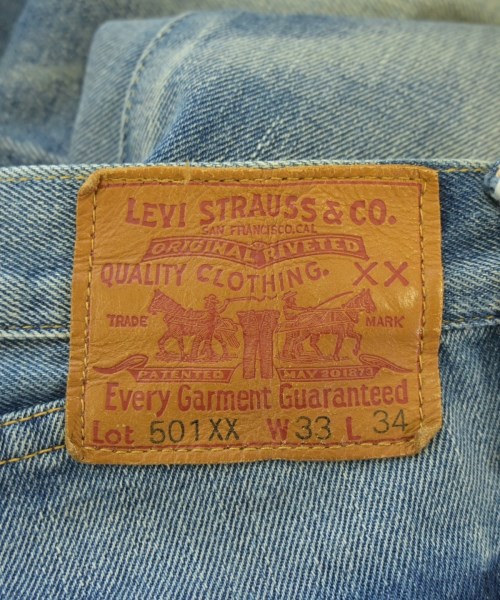 LEVI STRAUSS & CO.
SAN FRANCISCO.CAL
ORIGINAL RIVETED
QUALITY CLOTHING. XX
TRADE MARK
PATENTED MAY 20 1873
Every Garment Guaranteed
Lot 501XX W 33 L 34